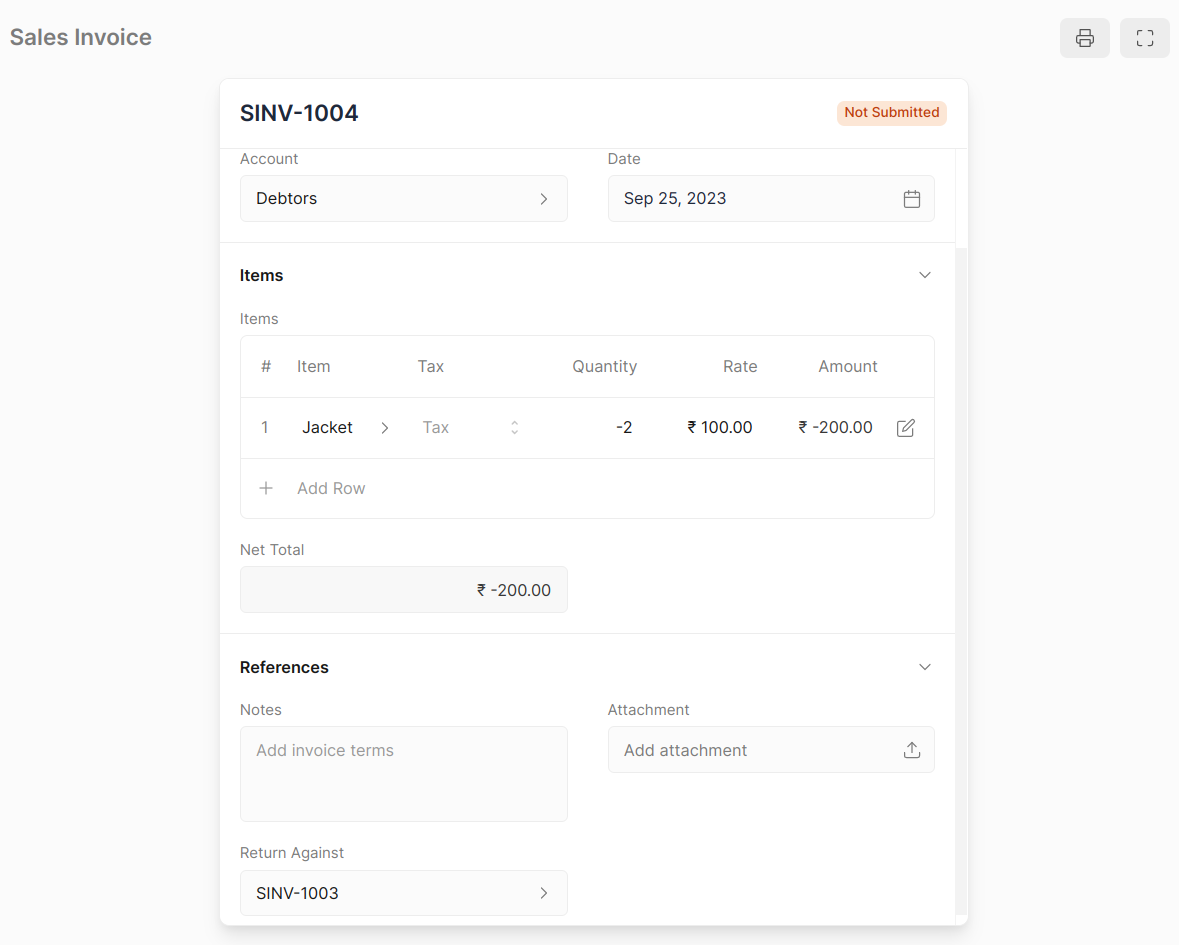 Sales Invoice
SINV-1004 Not Submitted
Account Date
Debtors Sep 25, 2023
Items
Items
# Item Tax Quantity Rate Amount
1 Jacket Tax -2 ₹ 100.00 ₹ -200.00
Add Row
Net Total
₹ -200.00
References
Notes Attachment
Add invoice terms Add attachment
Return Against
SINV-1003